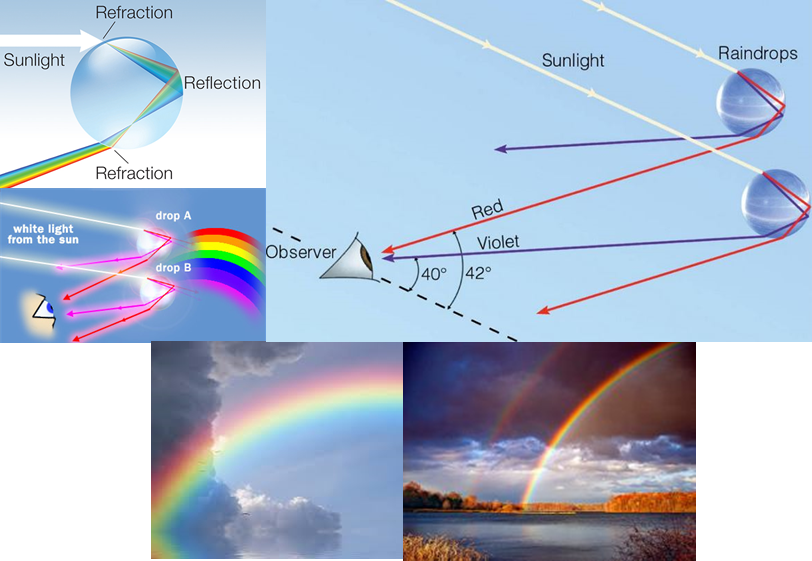 Refraction
Sunlight
Reflection
Refraction
drop A
white light
from the sun
drop B
Sunlight
Raindrops
Red
Violet
Observer
40° 42°